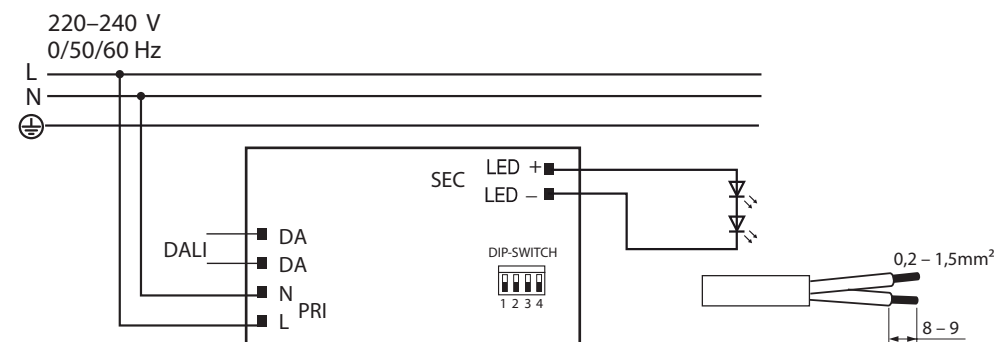 220–240 V
0/50/60 Hz
L
N
SEC
LED +
LED –
DALI
DA
DA
N
PRI
L
DIP-SWITCH
1 2 3 4
0,2 – 1,5mm²
8 – 9